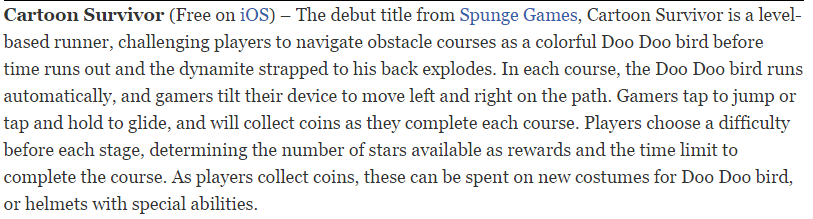 Cartoon Survivor (Free on iOS) – The debut title from Spunge Games, Cartoon Survivor is a level-
based runner, challenging players to navigate obstacle courses as a colorful Doo Doo bird before
time runs out and the dynamite strapped to his back explodes. In each course, the Doo Doo bird runs
automatically, and gamers tilt their device to move left and right on the path. Gamers tap to jump or
tap and hold to glide, and will collect coins as they complete each course. Players choose a difficulty
before each stage, determining the number of stars available as rewards and the time limit to
complete the course. As players collect coins, these can be spent on new costumes for Doo Doo bird,
or helmets with special abilities.